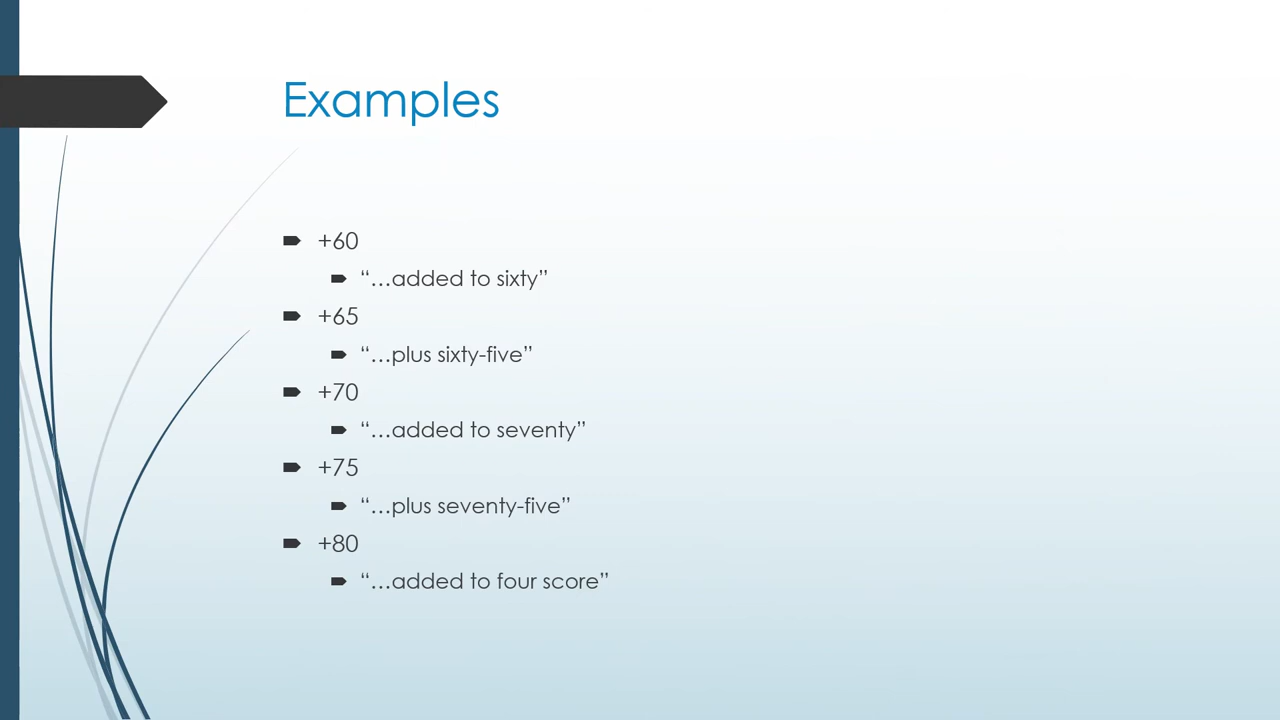 Examples
+60
“…added to sixty”
+65
“…plus sixty-five”
+70
“…added to seventy”
+75
“…plus seventy-five”
+80
“…added to four score”